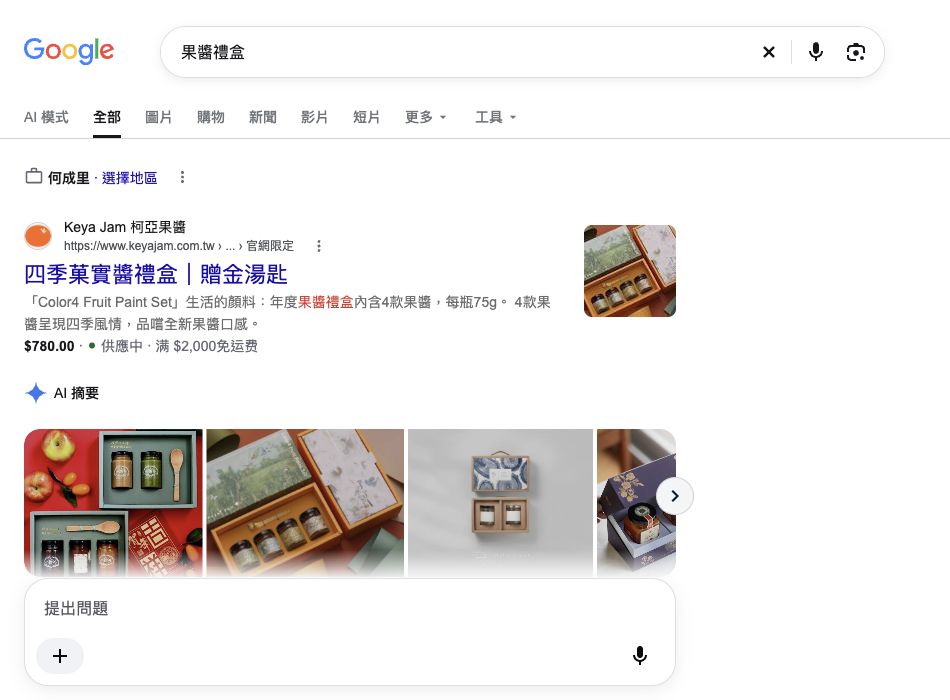 Google
果醬禮盒
AI 模式 全部 圖片 購物 新聞 影片 短片 更多 工具
何成里 · 選擇地區
Keya Jam 柯亞果醬
https://www.keyajam.com.tw › ... › 官網限定
四季菓實醬禮盒｜贈金湯匙
「Color4 Fruit Paint Set」生活的顏料：年度果醬禮盒內含4款果醬，每瓶75g。 4款果
醬呈現四季風情，品嚐全新果醬口感。
$780.00 · 供應中 · 满 $2,000免运费
AI 摘要
提出問題